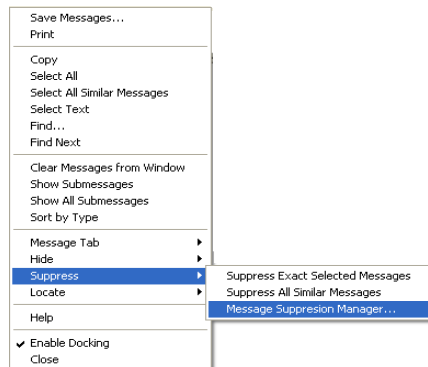 Save Messages...
Print
Copy
Select All
Select All Similar Messages
Select Text
Find...
Find Next
Clear Messages from Window
Show Submessages
Show All Submessages
Sort by Type
Message Tab
Hide
Suppress
Locate
Help
Enable Docking
Close
Suppress Exact Selected Messages
Suppress All Similar Messages
Message Suppresion Manager...